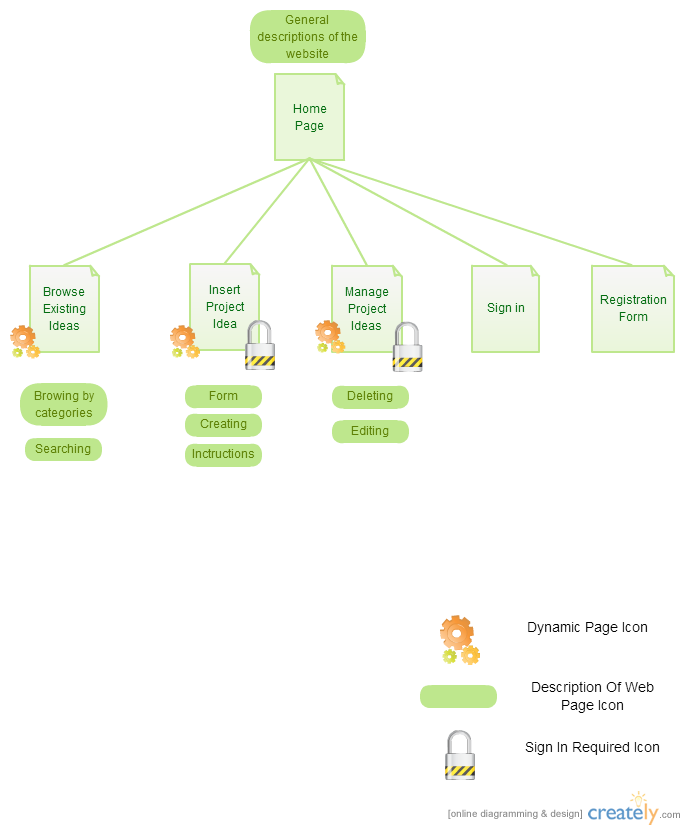 General
descriptions of the
website
Home
Page
Browse
Existing
Ideas
Insert
Project
Idea
Manage
Project
Ideas
Sign in
Registration
Form
Browing by
categories
Searching
Form
Creating
Inctructions
Deleting
Editing
Dynamic Page Icon
Description Of Web
Page Icon
Sign In Required Icon
[online diagramming & design] creately.com